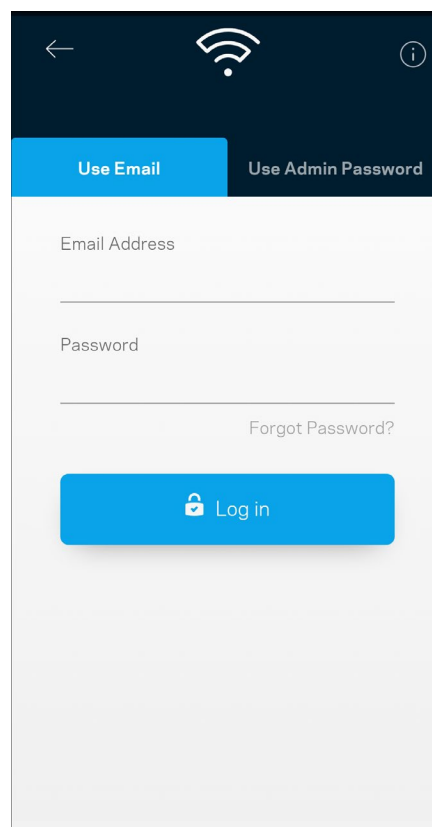 Use Email
Use Admin Password
Email Address
Password
Forgot Password?
Log in